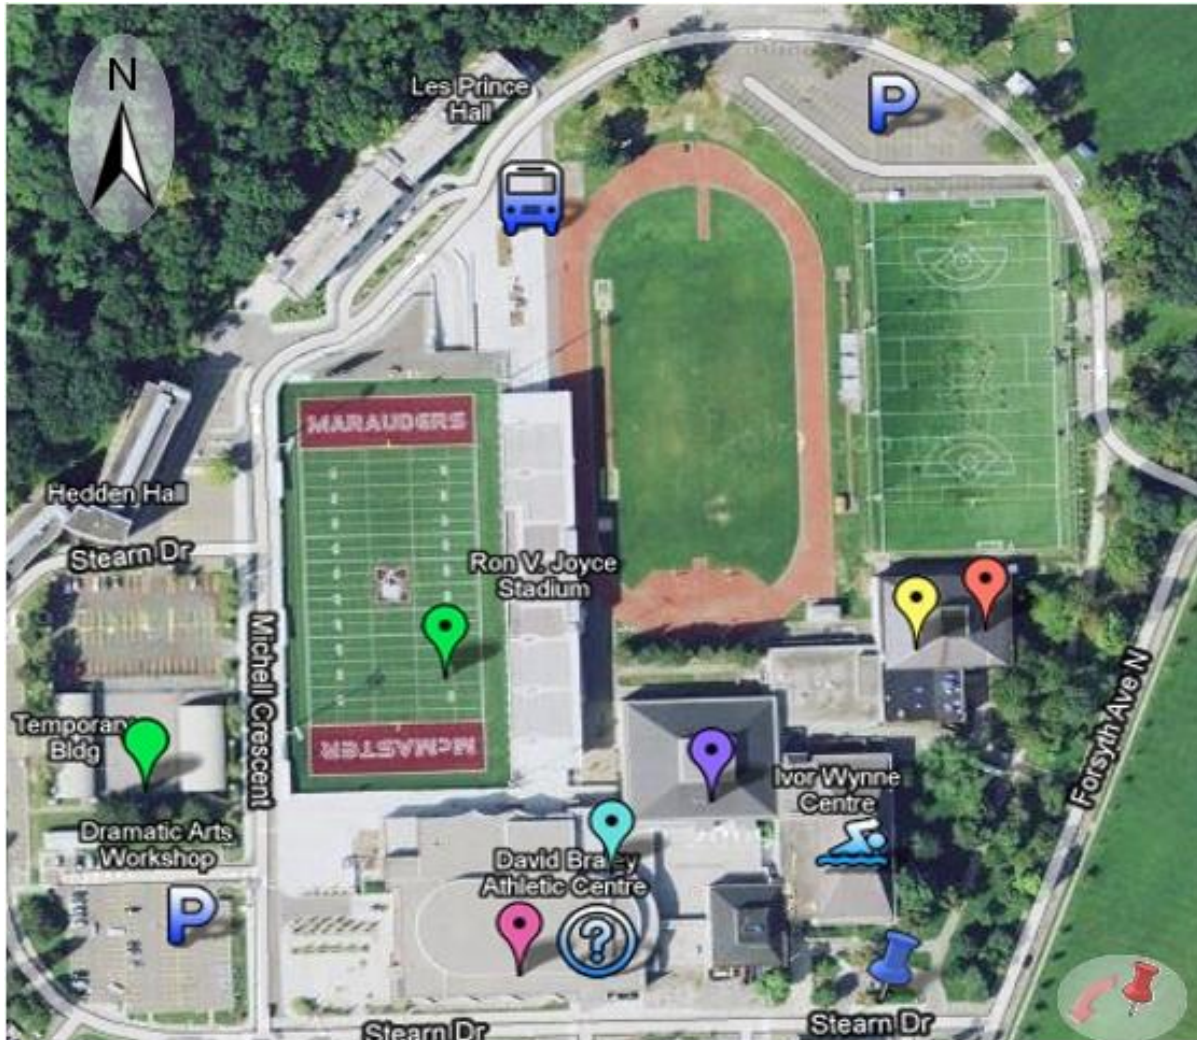 N
Les Prince
Hall
P
MARAUDERS
Hedden Hall
Stearn Dr
Ron V. Joyce
Stadium
Michell Crescent
Forsyth Ave N
McMASTER
Temporary
Bldg
Ivor Wynne
Centre
Dramatic Arts
Workshop
David Braley
Athletic Centre
P
?
Stearn Dr
Stearn Dr